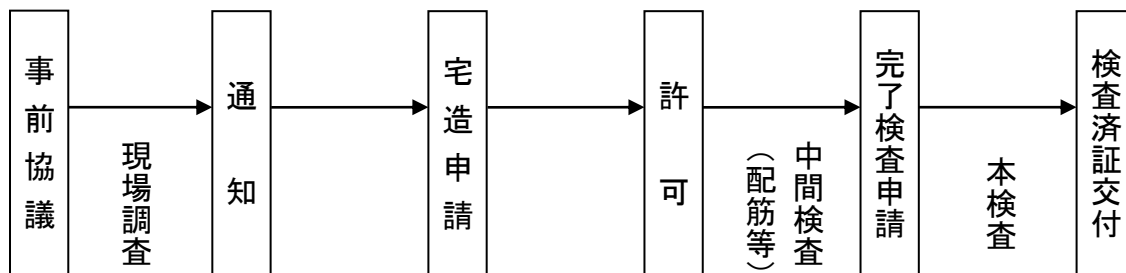 事前協議
現場調査
通知
宅造申請
許可
中間検査
（配筋等）
完了検査申請
本検査
検査済証交付